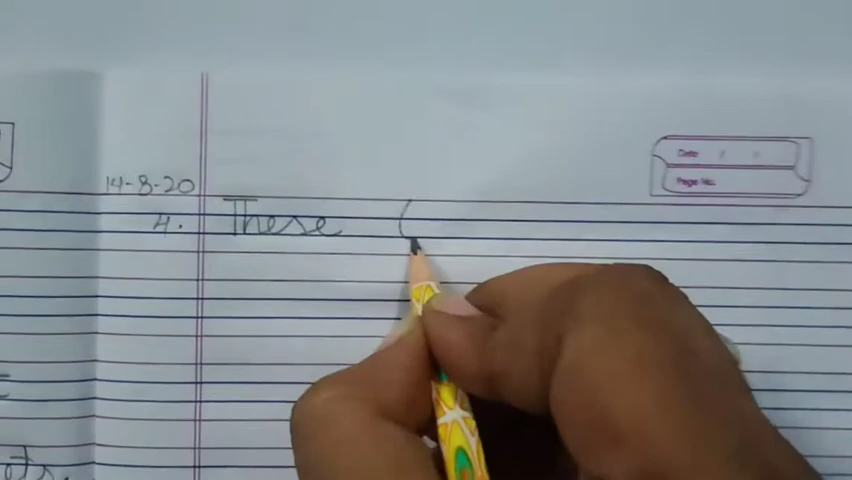 Date / /
Page No.
14-8-20
4. These (